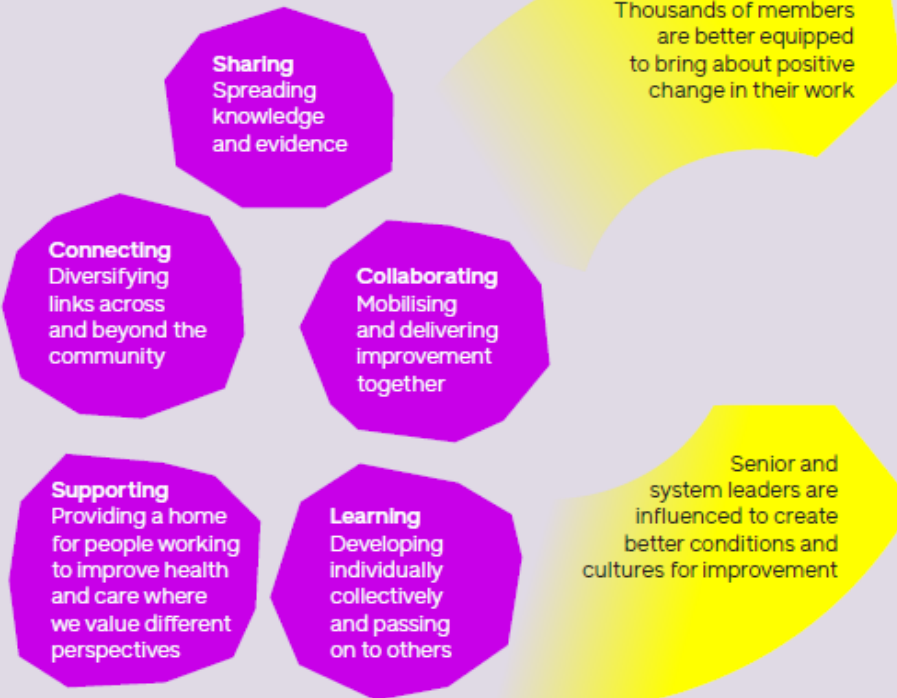 Sharing
Spreading
knowledge
and evidence
Connecting
Diversifying
links across
and beyond the
community
Collaborating
Mobilising
and delivering
improvement
together
Supporting
Providing a home
for people working
to improve health
and care where
we value different
perspectives
Learning
Developing
individually
collectively
and passing
on to others
Thousands of members
are better equipped
to bring about positive
change in their work
Senior and
system leaders are
influenced to create
better conditions and
cultures for improvement